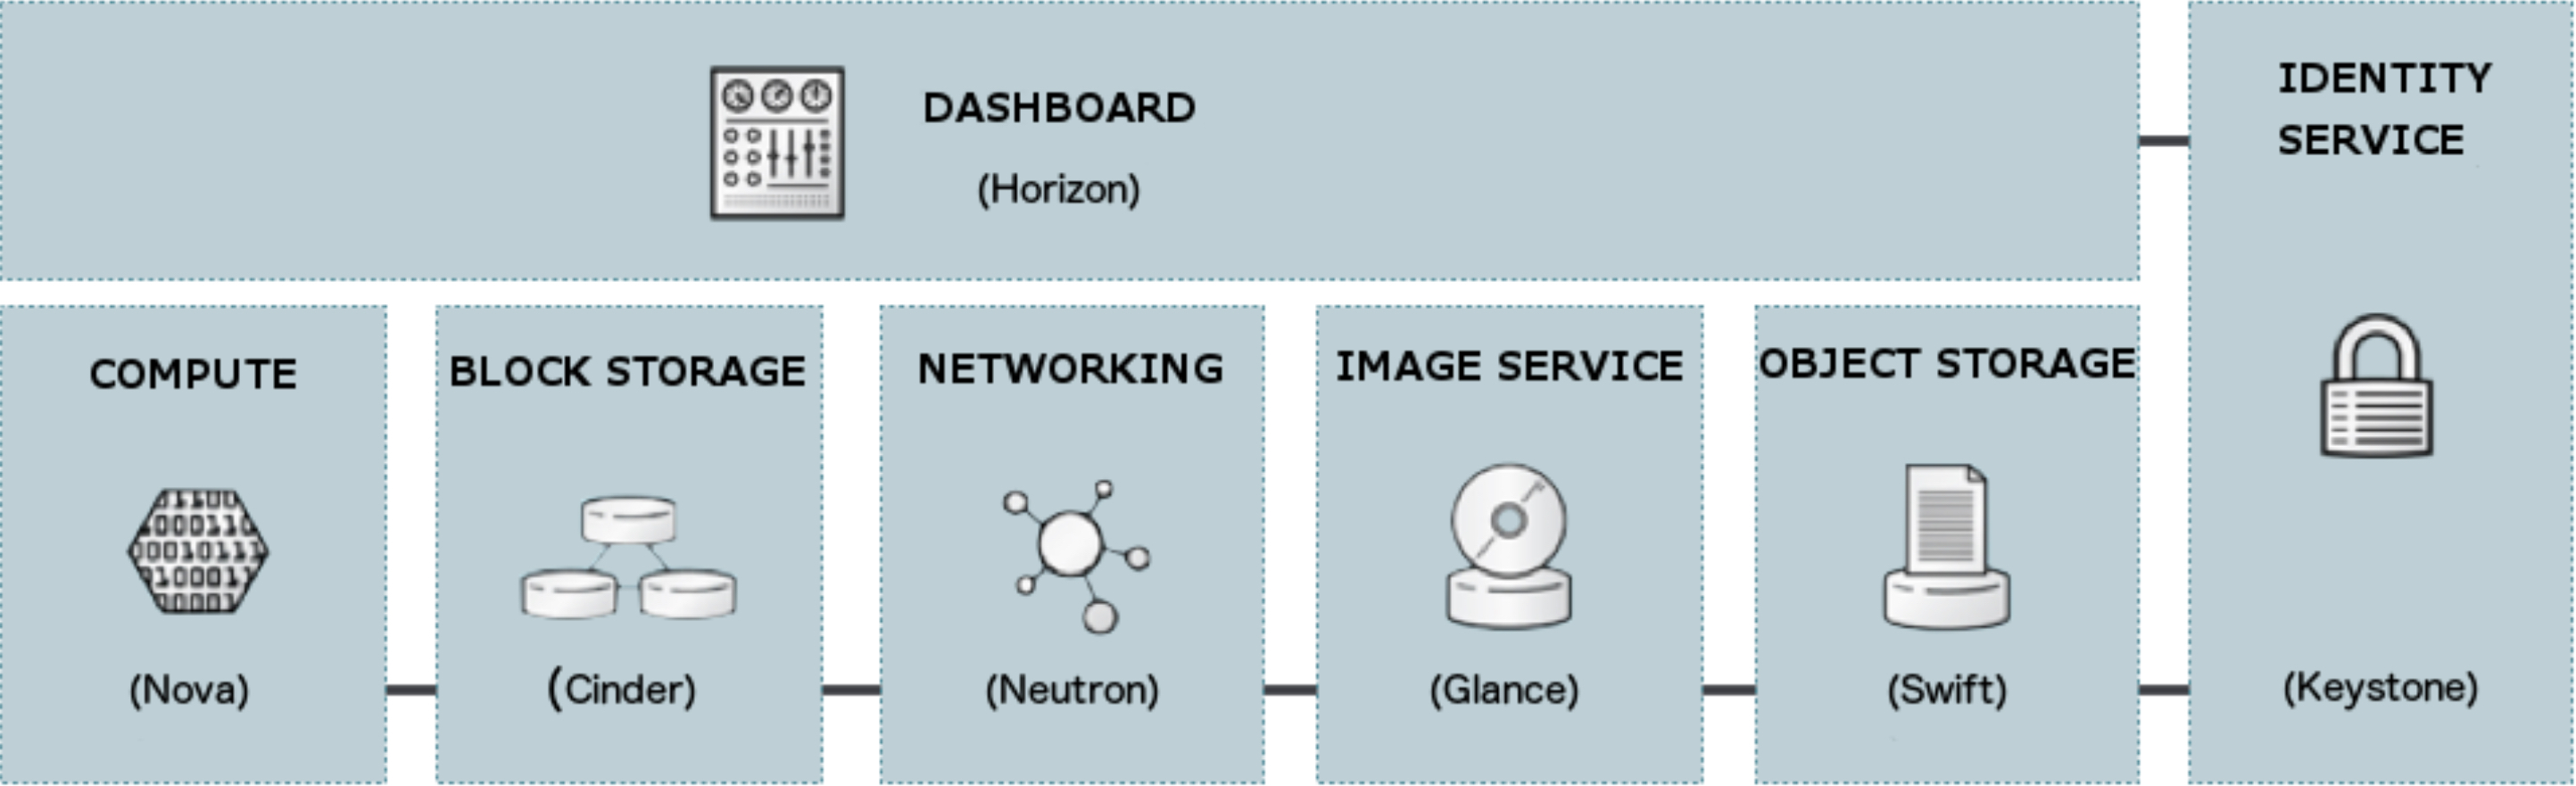 DASHBOARD
(Horizon)
IDENTITY
SERVICE
(Keystone)
COMPUTE
(Nova)
BLOCK STORAGE
(Cinder)
NETWORKING
(Neutron)
IMAGE SERVICE
(Glance)
OBJECT STORAGE
(Swift)